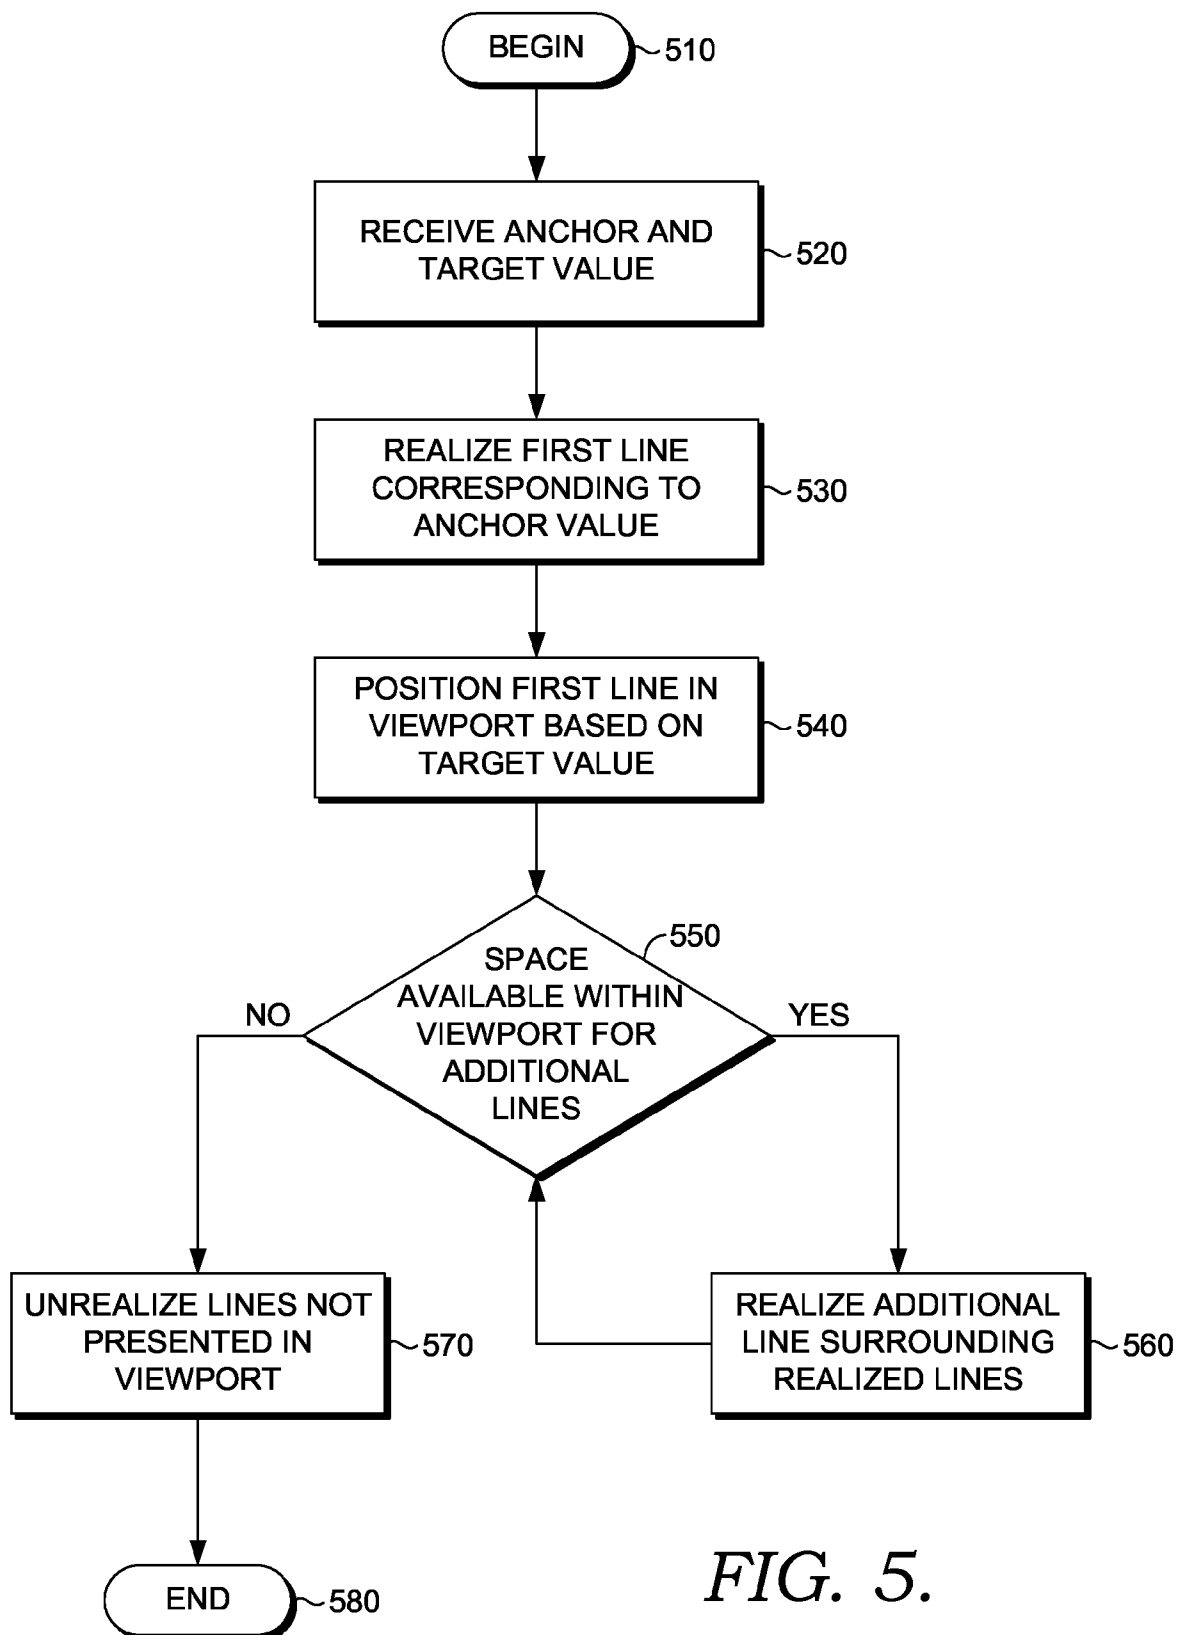 BEGIN
510
RECEIVE ANCHOR AND
TARGET VALUE
520
REALIZE FIRST LINE
CORRESPONDING TO
ANCHOR VALUE
530
POSITION FIRST LINE IN
VIEWPORT BASED ON
TARGET VALUE
540
550
SPACE
AVAILABLE WITHIN
VIEWPORT FOR
ADDITIONAL
LINES
NO
YES
UNREALIZE LINES NOT
PRESENTED IN
VIEWPORT
570
REALIZE ADDITIONAL
LINE SURROUNDING
REALIZED LINES
560
END
580
FIG. 5.